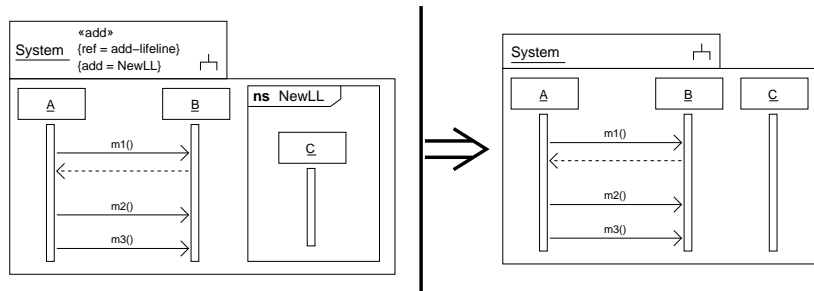 «add»
System {ref = add−lifeline}
{add = NewLL}
A
B
ns NewLL
C
m1()
m2()
m3()
System
A
B
C
m1()
m2()
m3()